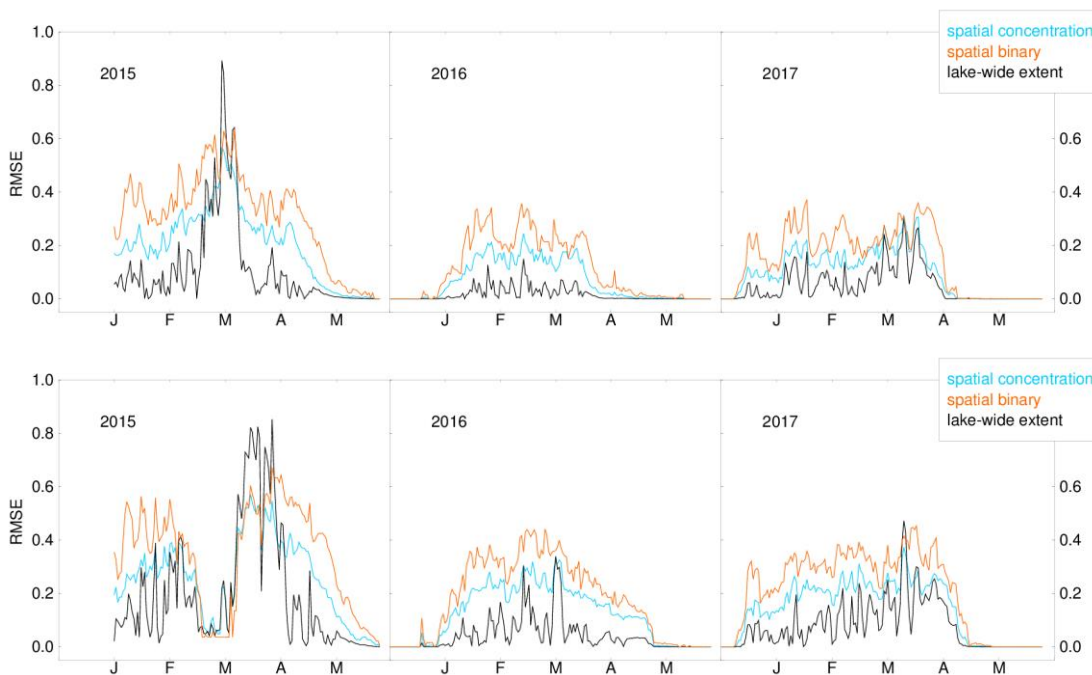 1.0
0.8
0.6
0.4
0.2
0.0
RMSE
2015
2016
2017
spatial concentration
spatial binary
lake-wide extent
0.6
0.4
0.2
0.0
J F M A M
J F M A M
J F M A M
1.0
0.8
0.6
0.4
0.2
0.0
RMSE
2015
2016
2017
spatial concentration
spatial binary
lake-wide extent
0.6
0.4
0.2
0.0
J F M A M
J F M A M
J F M A M